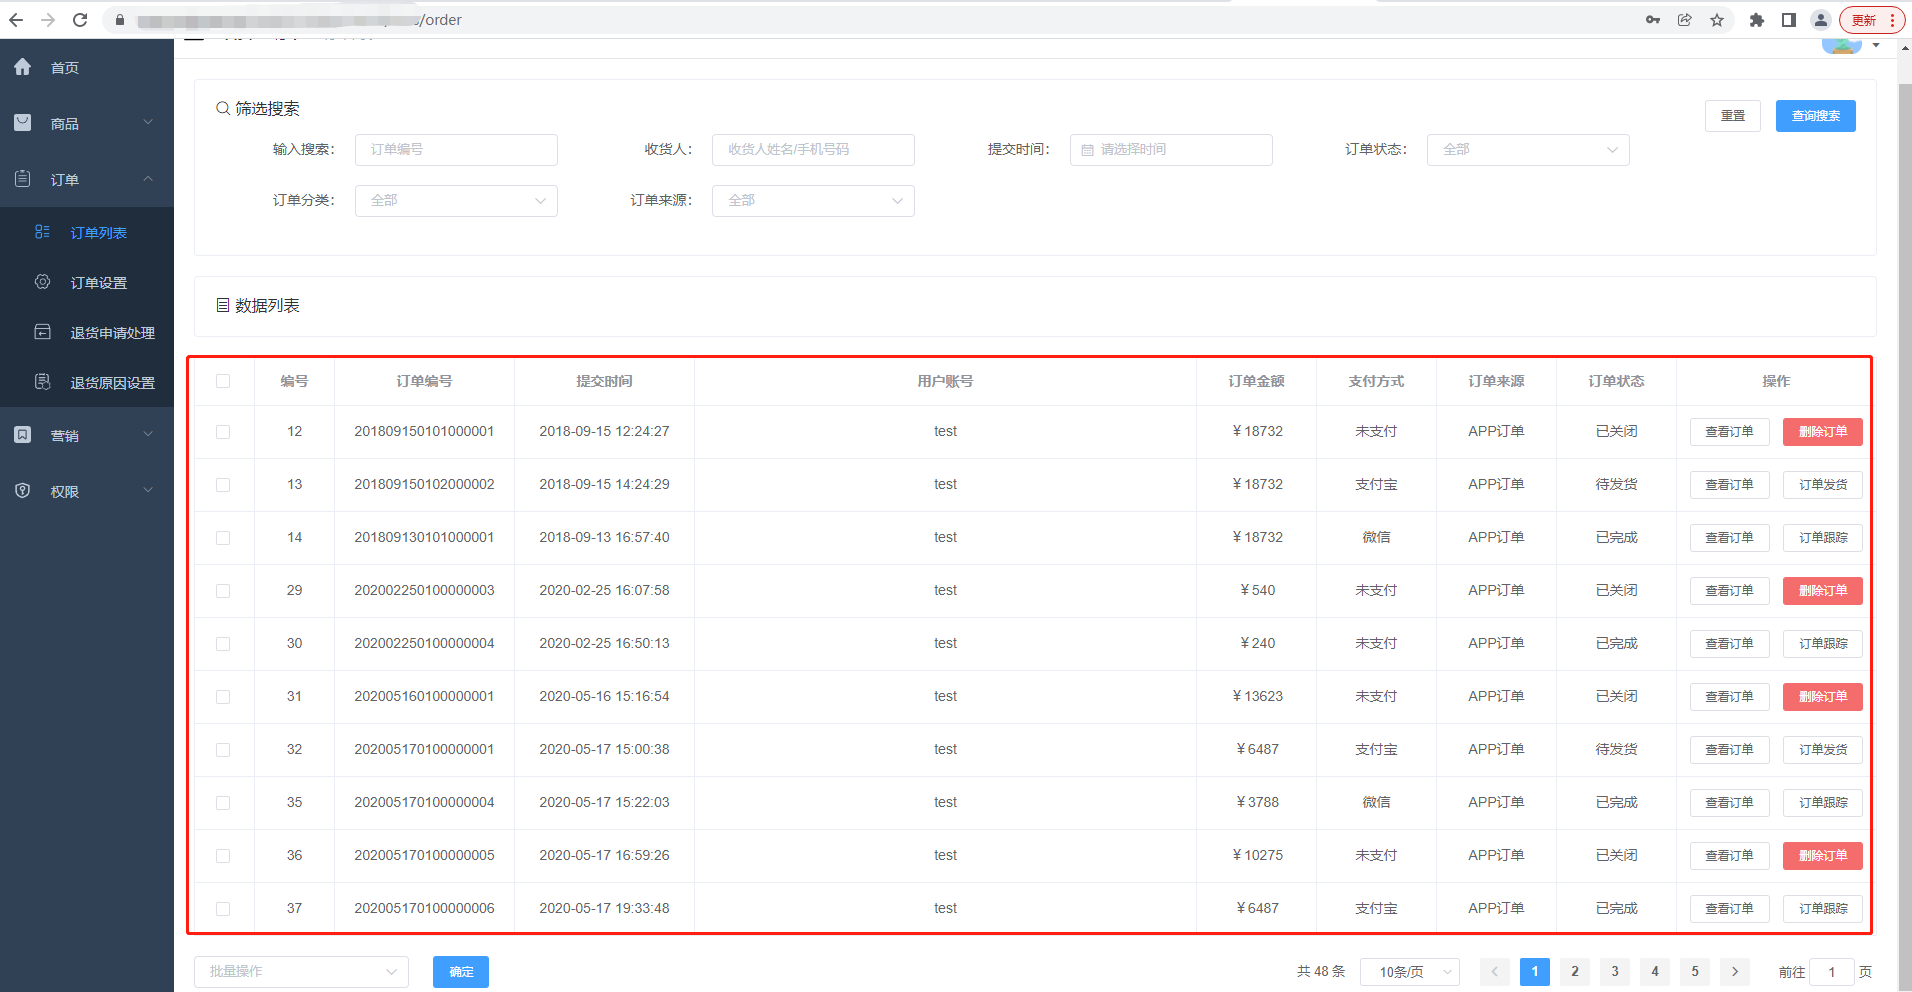 /order
更新
首页
商品
订单
订单列表
订单设置
退货申请处理
退货原因设置
营销
权限
筛选搜索
重置 查询搜索
输入搜索： 订单编号 收货人： 收货人姓名/手机号码 提交时间： 请选择时间 订单状态： 全部
订单分类： 全部 订单来源： 全部
数据列表
编号 订单编号 提交时间 用户账号 订单金额 支付方式 订单来源 订单状态 操作
12 201809150101000001 2018-09-15 12:24:27 test ￥18732 未支付 APP订单 已关闭 查看订单 删除订单
13 201809150102000002 2018-09-15 14:24:29 test ￥18732 支付宝 APP订单 待发货 查看订单 订单发货
14 201809130101000001 2018-09-13 16:57:40 test ￥18732 微信 APP订单 已完成 查看订单 订单跟踪
29 202002250100000003 2020-02-25 16:07:58 test ￥540 未支付 APP订单 已关闭 查看订单 删除订单
30 202002250100000004 2020-02-25 16:50:13 test ￥240 未支付 APP订单 已完成 查看订单 订单跟踪
31 202005160100000001 2020-05-16 15:16:54 test ￥13623 未支付 APP订单 已关闭 查看订单 删除订单
32 202005170100000001 2020-05-17 15:00:38 test ￥6487 支付宝 APP订单 待发货 查看订单 订单发货
35 202005170100000004 2020-05-17 15:22:03 test ￥3788 微信 APP订单 已完成 查看订单 订单跟踪
36 202005170100000005 2020-05-17 16:59:26 test ￥10275 未支付 APP订单 已关闭 查看订单 删除订单
37 202005170100000006 2020-05-17 19:33:48 test ￥6487 支付宝 APP订单 已完成 查看订单 订单跟踪
批量操作 确定 共 48 条 10条/页 1 2 3 4 5 前往 1 页